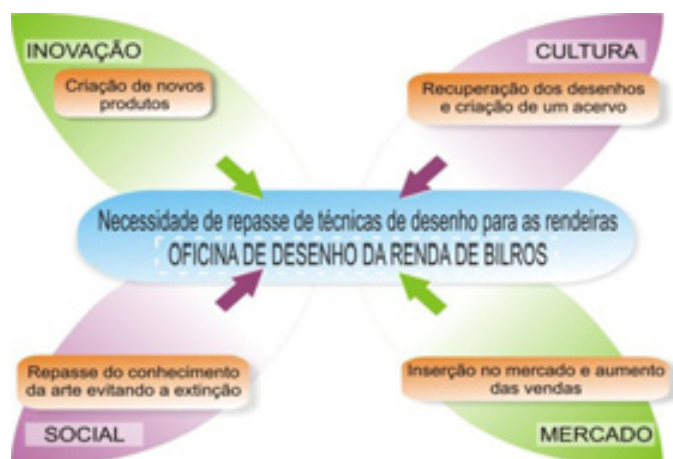 INOVAÇÃO
Criação de novos
produtos
CULTURA
Recuperação dos desenhos
e criação de um acervo
Necessidade de repasse de técnicas de desenho para as rendeiras
OFICINA DE DESENHO DA RENDA DE BILROS
Repasse do conhecimento
da arte evitando a extinção
SOCIAL
Inserção no mercado e aumento
das vendas
MERCADO